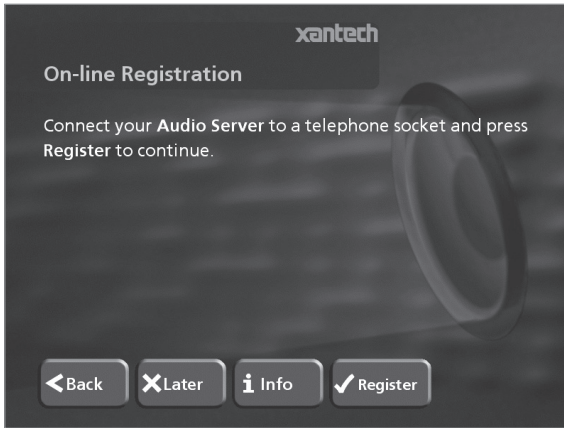 xantech
On-line Registration
Connect your Audio Server to a telephone socket and press
Register to continue.
Back
Later
i Info
Register